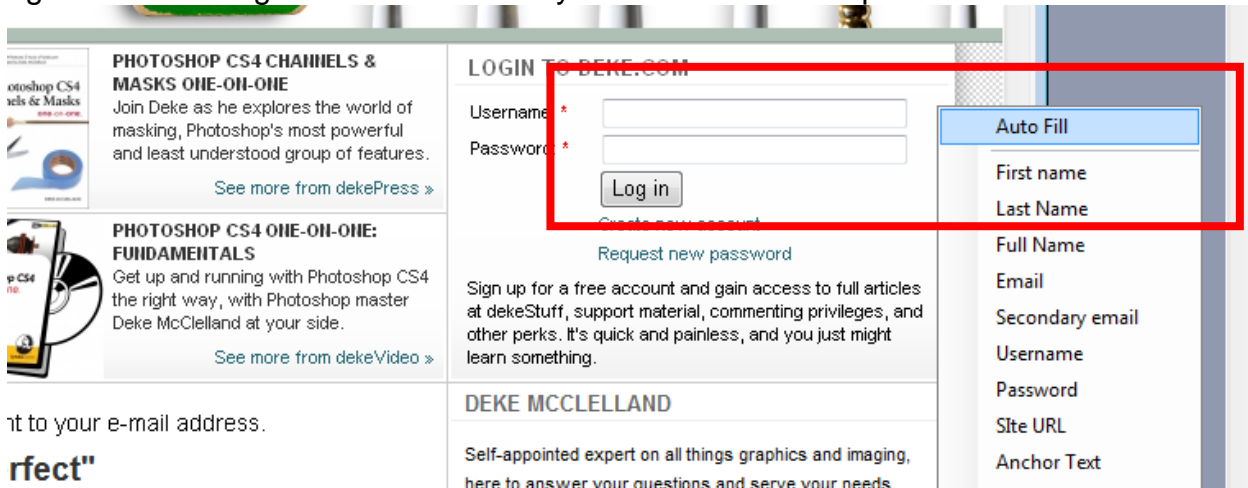 PHOTOSHOP CS4 CHANNELS &
MASKS ONE-ON-ONE
Join Deke as he explores the world of
masking, Photoshop's most powerful
and least understood group of features.
See more from dekePress »
PHOTOSHOP CS4 ONE-ON-ONE:
FUNDAMENTALS
Get up and running with Photoshop CS4
the right way, with Photoshop master
Deke McClelland at your side.
See more from dekeVideo »
nt to your e-mail address.
rfect"
LOGIN TO DEKE.COM
Username: *
Password: *
Log in
Create new account
Request new password
Sign up for a free account and gain access to full articles
at dekeStuff, support material, commenting privileges, and
other perks. It's quick and painless, and you just might
learn something.
DEKE MCCLELLAND
Self-appointed expert on all things graphics and imaging,
here to answer your questions and serve your needs
Auto Fill
First name
Last Name
Full Name
Email
Secondary email
Username
Password
SIte URL
Anchor Text